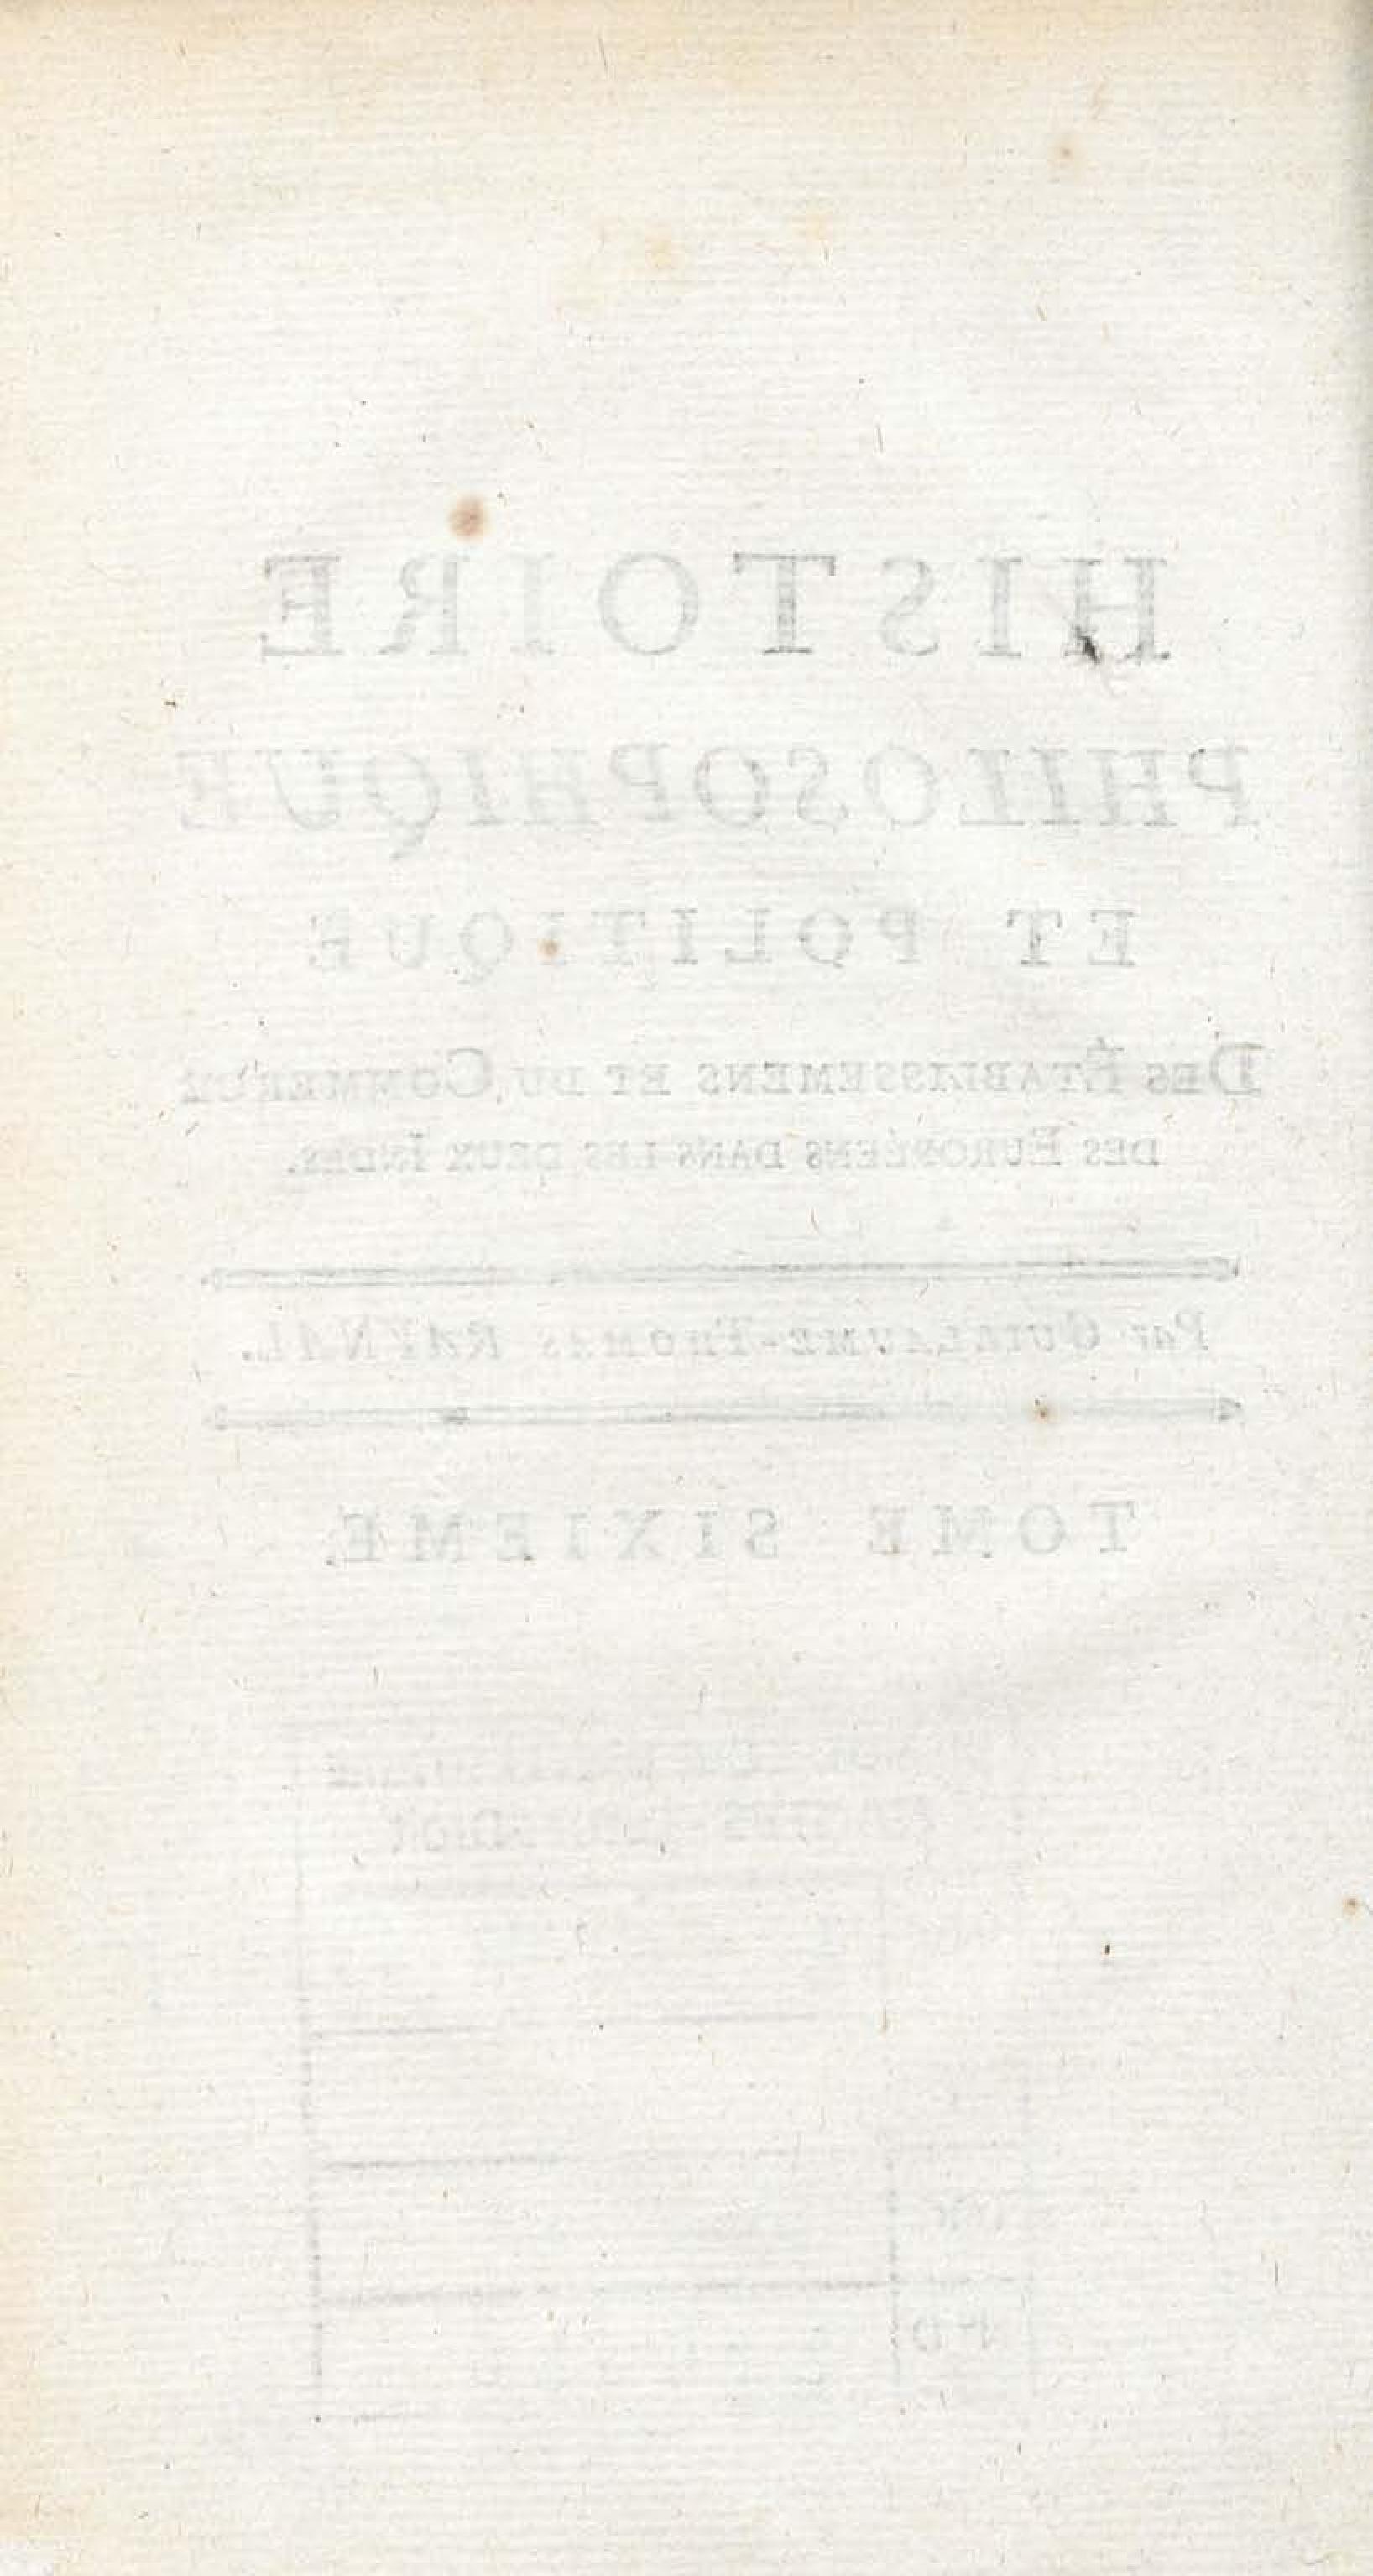 HISTOIRE
PHILOSOPHIQUE
ET POLITIQUE
DES ÉTABLISSEMENS ET DU COMMERCE
DES EUROPÉENS DANS LES DEUX INDES.
Par GUILLAUME-THOMAS RAYNAL.
TOME SIXIEME.